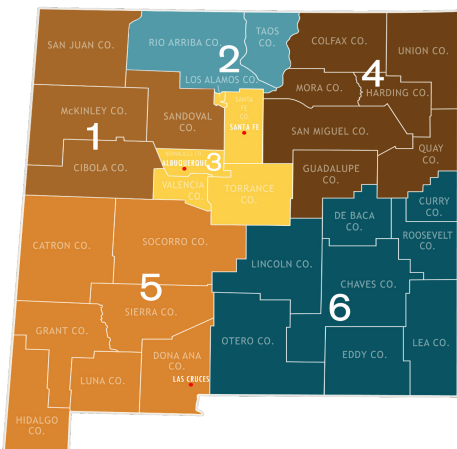 TAOS
CO.
COLFAX CO.
SAN JUAN CO.
RIO ARRIBA CO.
UNION CO.
2
4
LOS ALAMOS CO.
MORA CO.
HARDING CO.
SANTA
FE
CO.
McKINLEY CO.
SANDOVAL
CO.
SANTA FE
SAN MIGUEL CO.
1
QUAY
CO.
3
ALBUQUERQUE
CIBOLA CO.
GUADALUPE
CO.
VALENCIA
CO.
TORRANCE
CO.
CURRY
CO.
DE BACA
CO.
ROOSEVELT
CO.
CATRON CO.
SOCORRO CO.
LINCOLN CO.
CHAVES CO.
5
6
SIERRA CO.
GRANT CO.
OTERO CO.
LEA CO.
EDDY CO.
DONA ANA
CO.
LUNA CO.
LAS CRUCES
HIDALGO
CO.